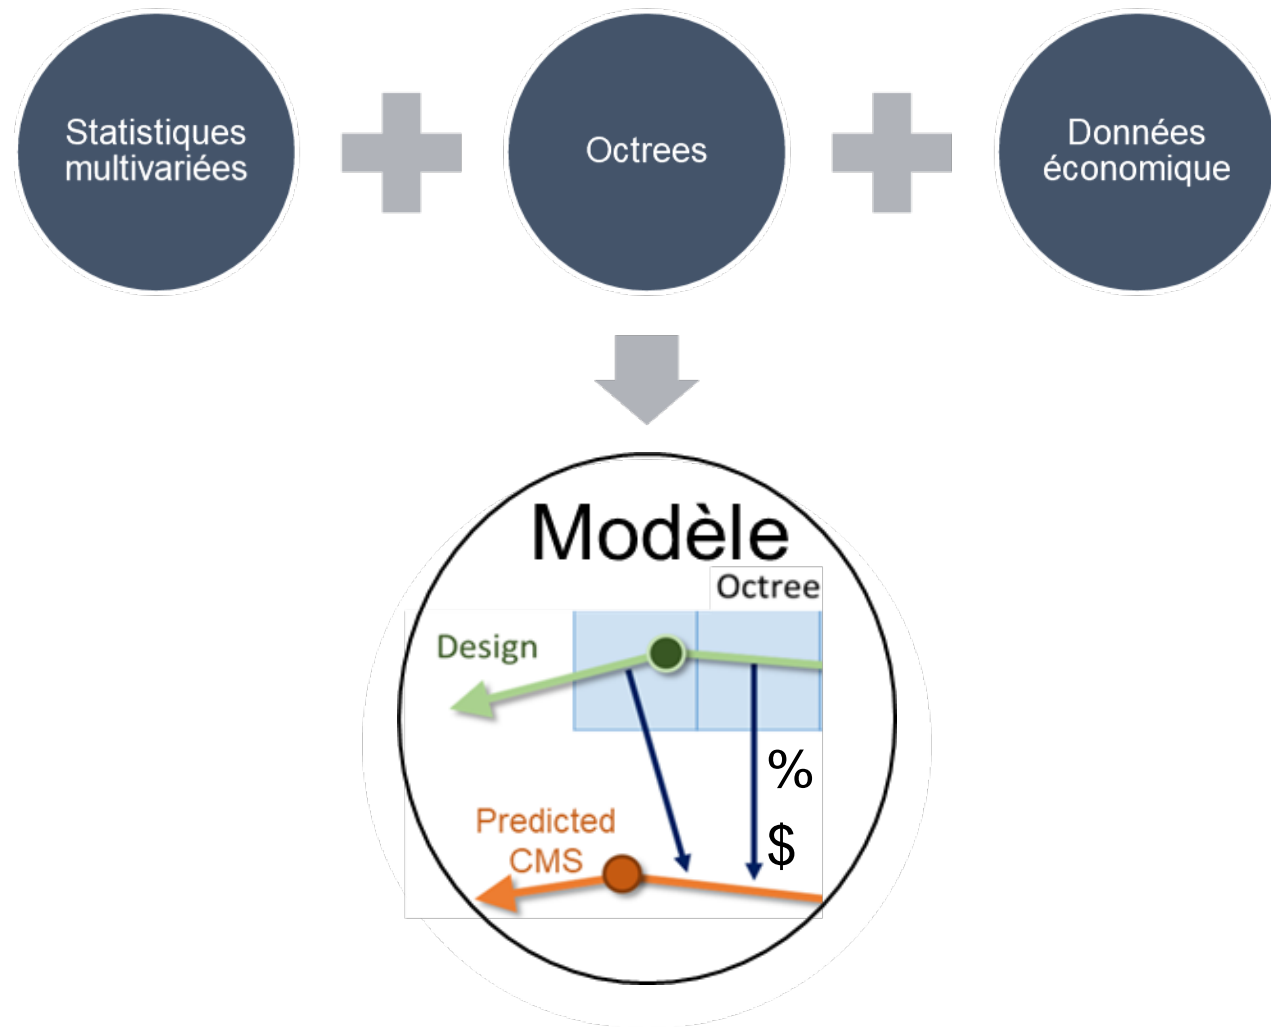 Statistiques
multivariées
Octrees
Données
économique
Modèle
Octree
Design
%
$
Predicted
CMS